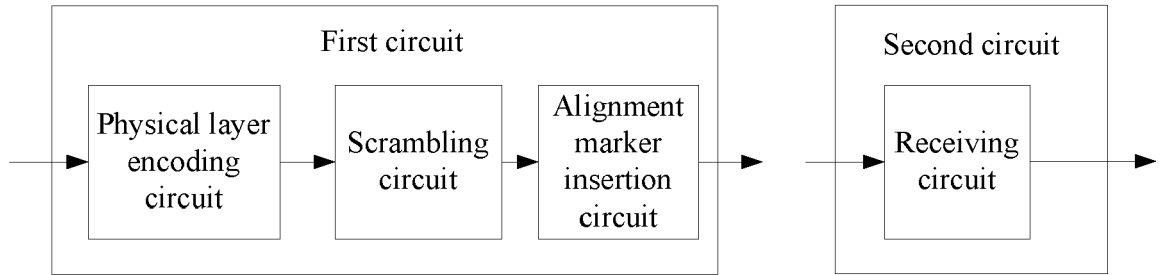 First circuit
Physical layer
encoding
circuit
Scrambling
circuit
Alignment
marker
insertion
circuit
Second circuit
Receiving
circuit